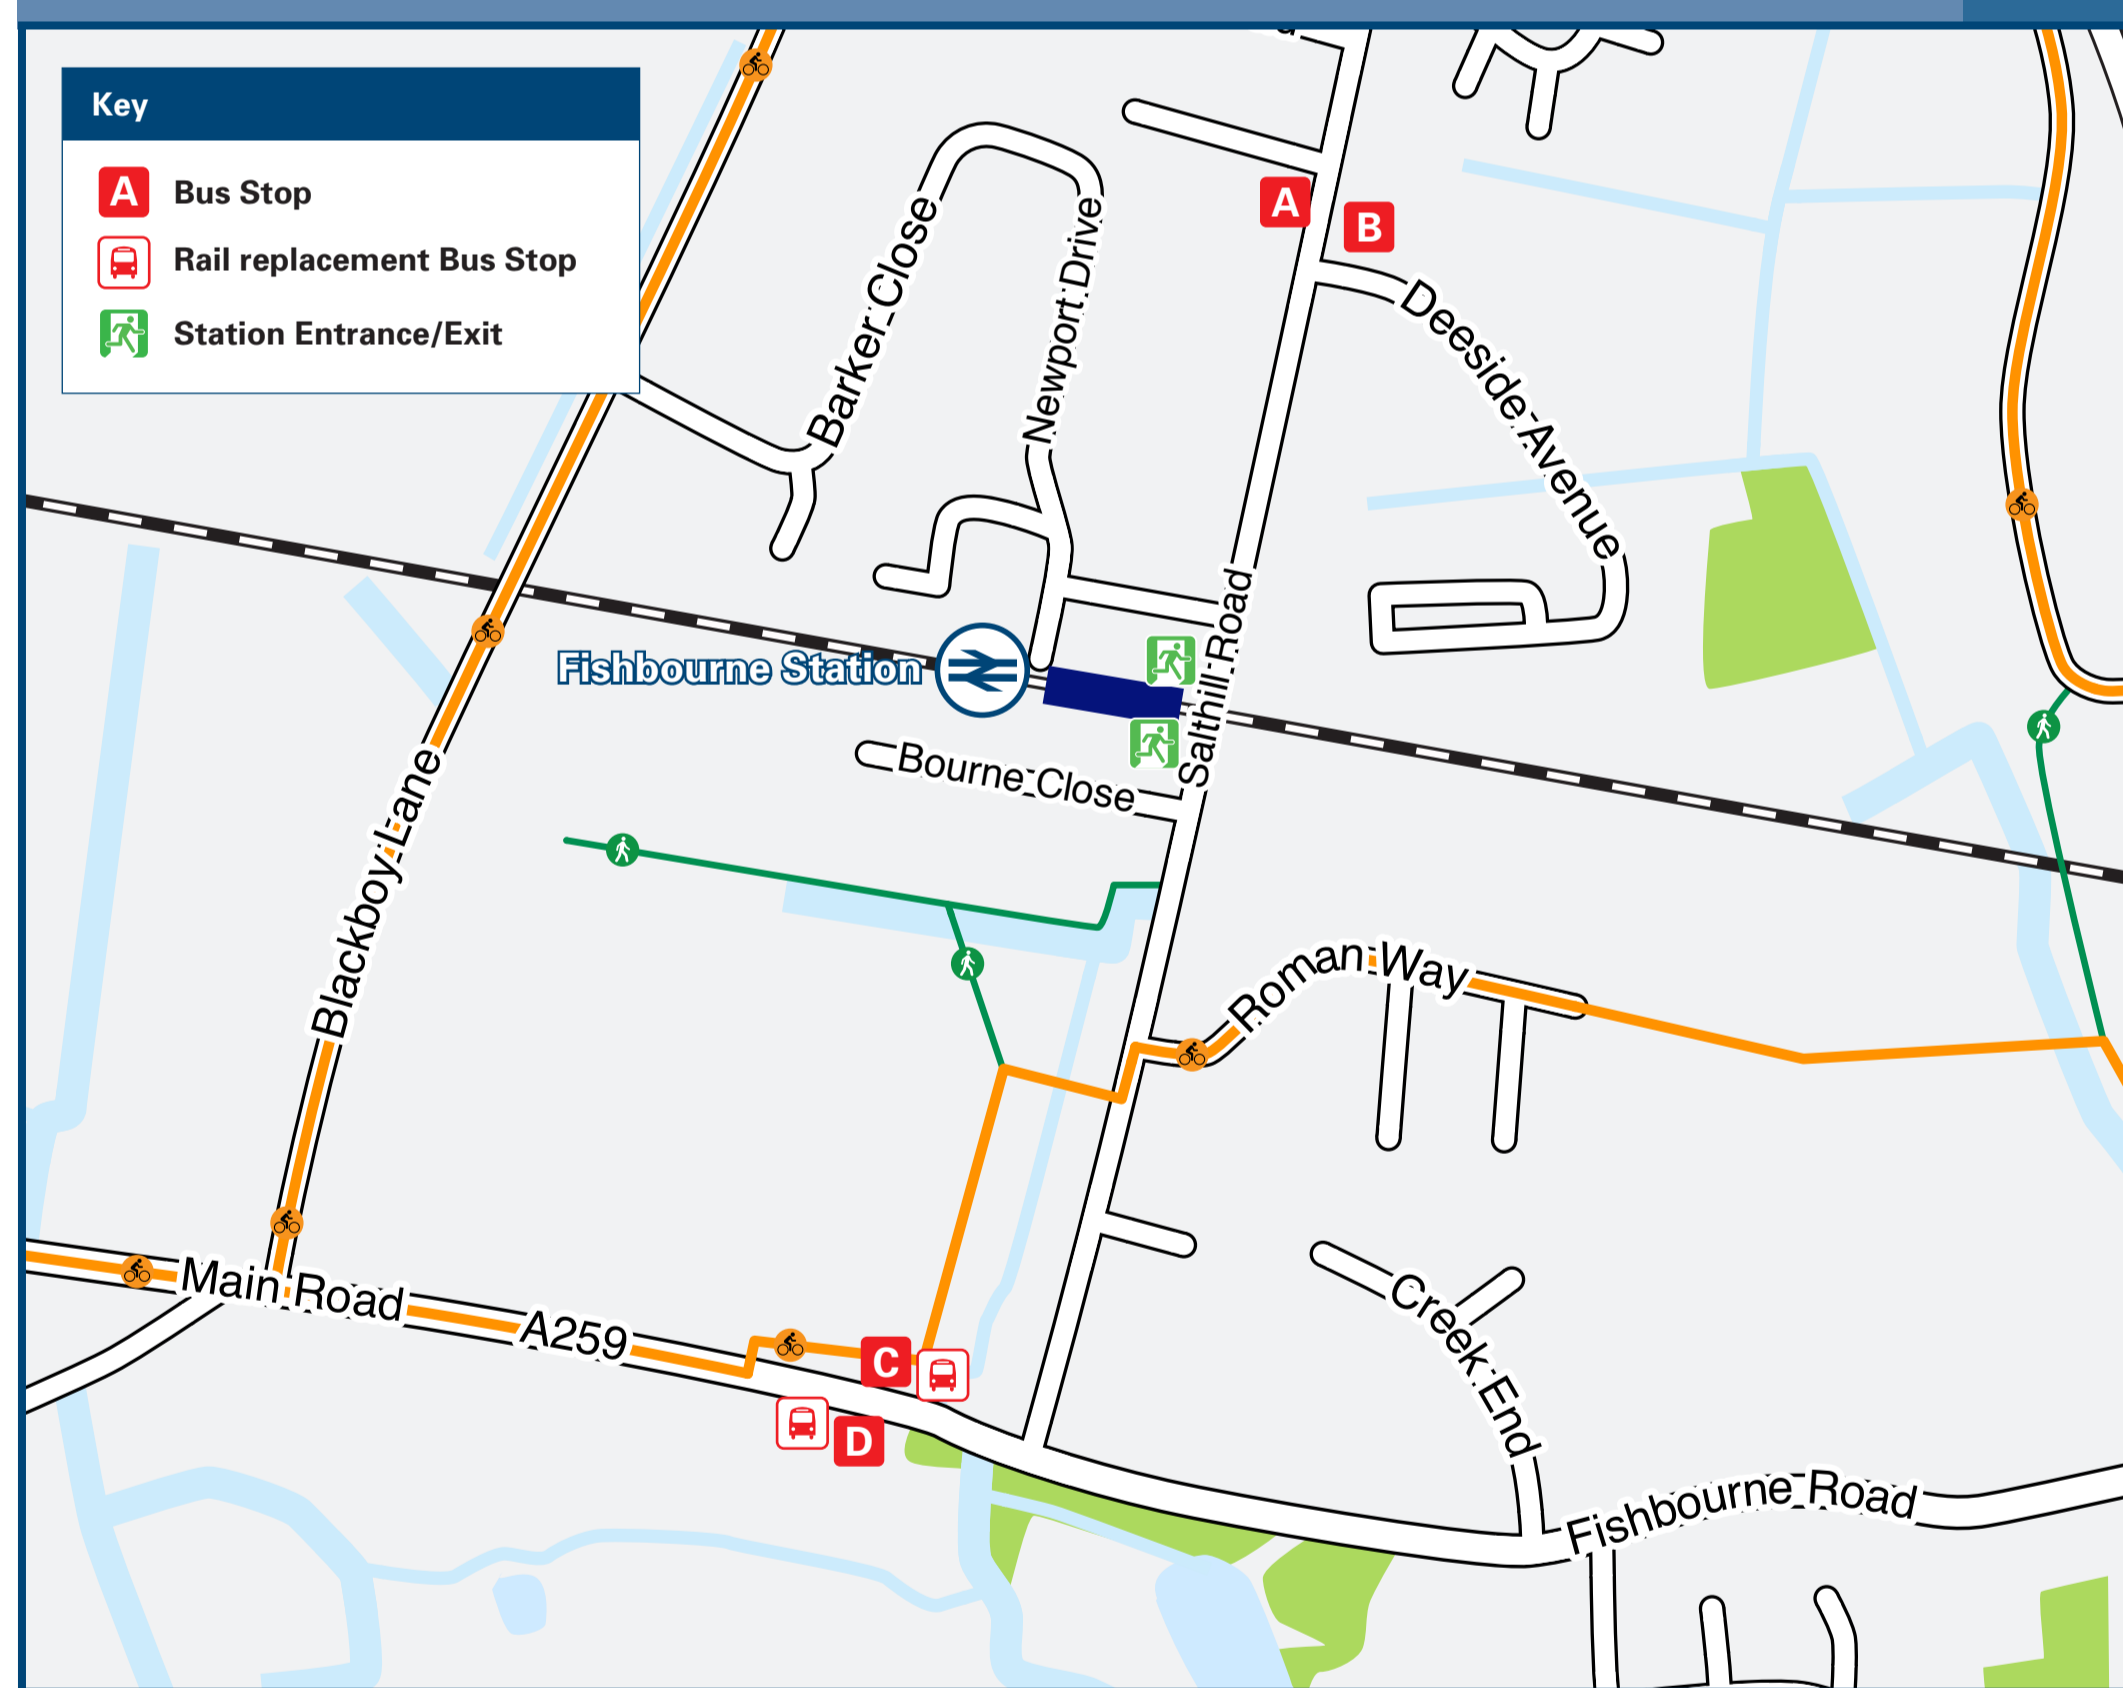 Key
A Bus Stop
Rail replacement Bus Stop
Station Entrance/Exit
A
B
Barker Close
Newport Drive
Deeside Avenue
Salthill Road
Fishbourne Station
Bourne Close
Blackboy Lane
Roman Way
Main Road
A259
C
D
Creek End
Fishbourne Road